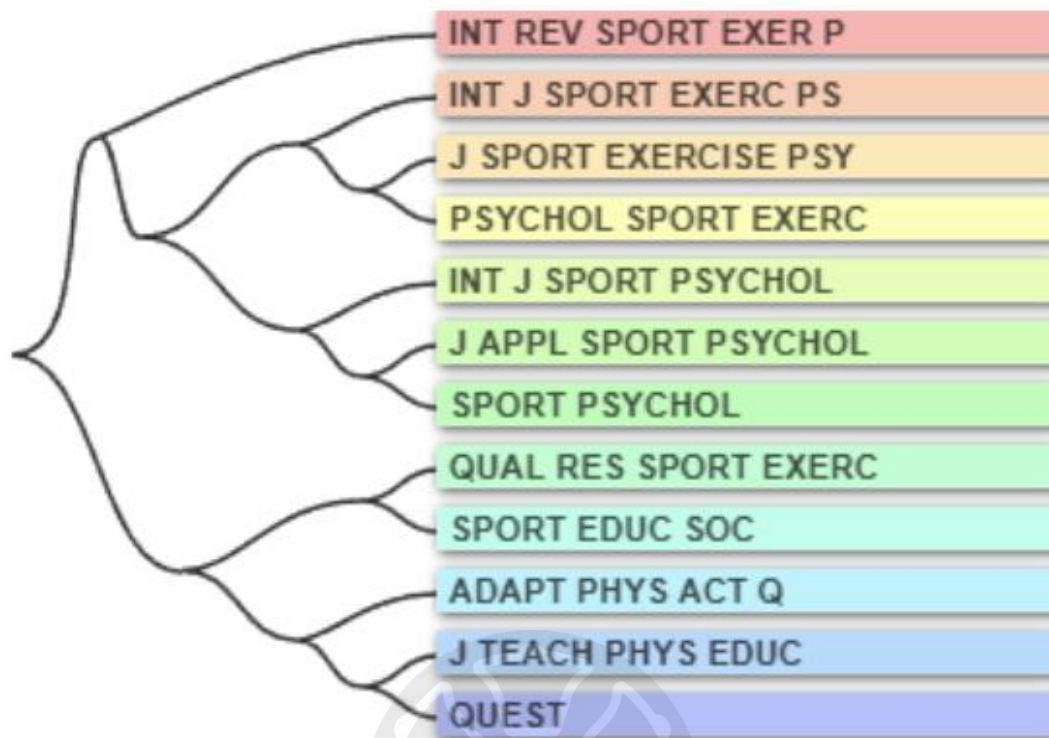 INT REV SPORT EXER P
INT J SPORT EXERC PS
J SPORT EXERCISE PSY
PSYCHOL SPORT EXERC
INT J SPORT PSYCHOL
J APPL SPORT PSYCHOL
SPORT PSYCHOL
QUAL RES SPORT EXERC
SPORT EDUC SOC
ADAPT PHYS ACT Q
J TEACH PHYS EDUC
QUEST